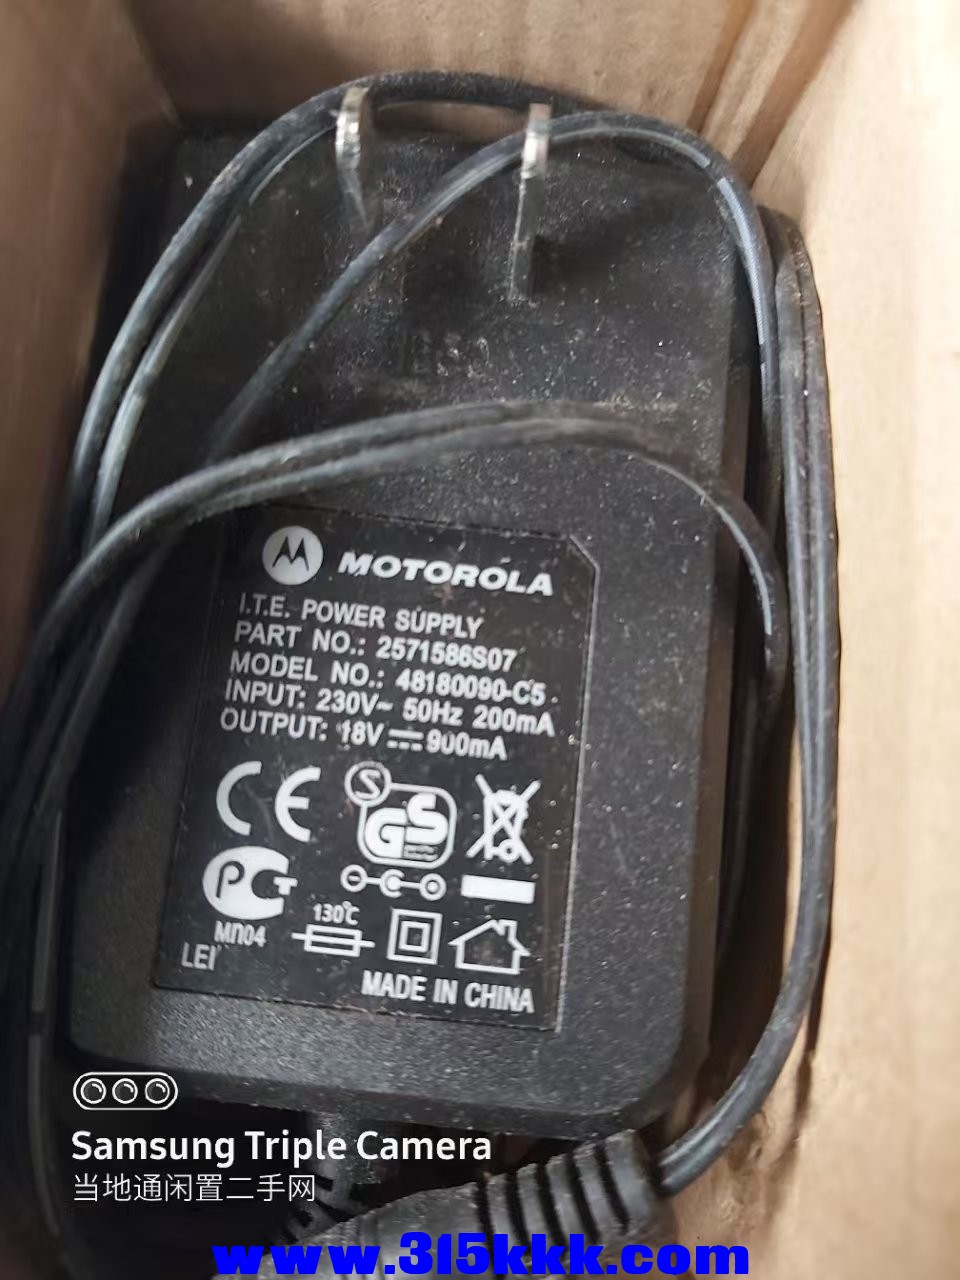 MOTOROLA
I.T.E. POWER SUPPLY
PART NO.: 2571586S07
MODEL NO.: 48180090-C5
INPUT: 230V~ 50Hz 200mA
OUTPUT: 18V⎓900mA
CE
S
GS
PG
МП04
130℃
LEI
MADE IN CHINA
Samsung Triple Camera
当地通闲置二手网
www.315kkk.com